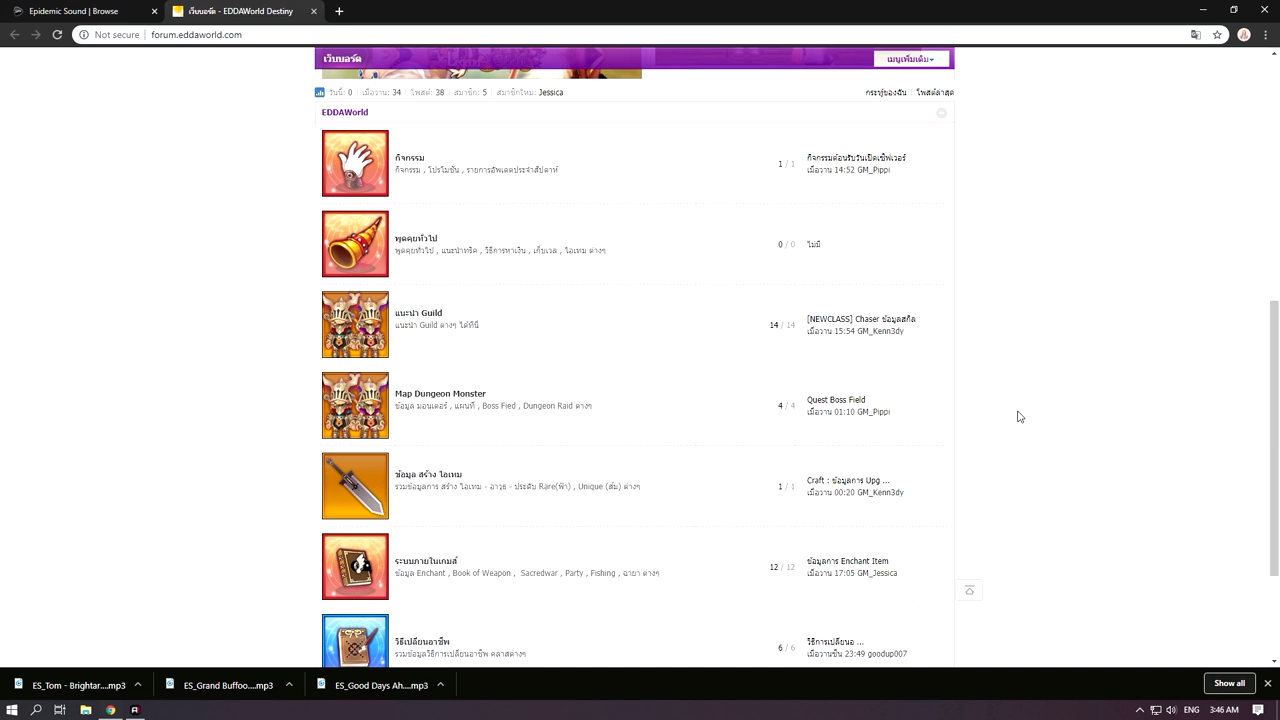 Epidemic Sound | Browse
เว็บบอร์ด - EDDAWorld Destiny
Not secure | forum.eddaworld.com
เว็บบอร์ด
เมนูเพิ่มเติม
วันนี้: 0 | เมื่อวาน: 34 | โพสต์: 38 | สมาชิก: 5 | สมาชิกใหม่: Jessica
กระทู้ของฉัน | โพสต์ล่าสุด
EDDAWorld
กิจกรรม
กิจกรรม , โปรโมชั่น , รายการอัพเดตประจำสัปดาห์
1 / 1
กิจกรรมต้อนรับวันเปิดเซิฟเวอร์
เมื่อวาน 14:52 GM_Pippi
พูดคุยทั่วไป
พูดคุยทั่วไป , แนะนำทริค , วิธีการหาเงิน , เก็บเวล , ไอเทม ต่างๆ
0 / 0
ไม่มี
แนะนำ Guild
แนะนำ Guild ต่างๆ ได้ที่นี่
14 / 14
[NEWCLASS] Chaser ข้อมูลสกิล
เมื่อวาน 15:54 GM_Kenn3dy
Map Dungeon Monster
ข้อมูล มอนเตอร์ , แผนที่ , Boss Fied , Dungeon Raid ต่างๆ
4 / 4
Quest Boss Field
เมื่อวาน 01:10 GM_Pippi
ข้อมูล สร้าง ไอเทม
รวมข้อมูลการ สร้าง ไอเทม - อาวุธ - ประดับ Rare(ฟ้า) , Unique (ส้ม) ต่างๆ
1 / 1
Craft : ข้อมูลการ Upg ...
เมื่อวาน 00:20 GM_Kenn3dy
ระบบภายในเกมส์
ข้อมูล Enchant , Book of Weapon , Sacredwar , Party , Fishing , ฉายา ต่างๆ
12 / 12
ข้อมูลการ Enchant Item
เมื่อวาน 17:05 GM_Jessica
วิธีเปลี่ยนอาชีพ
รวมข้อมูลวิธีการเปลี่ยนอาชีพ คลาสต่างๆ
6 / 6
วิธีการเปลี่ยนอ ...
เมื่อวานซืน 23:49 goodup007
ES_Tom - Brightar....mp3
ES_Grand Buffoo....mp3
ES_Good Days Ah....mp3
Show all
ENG
3:46 AM